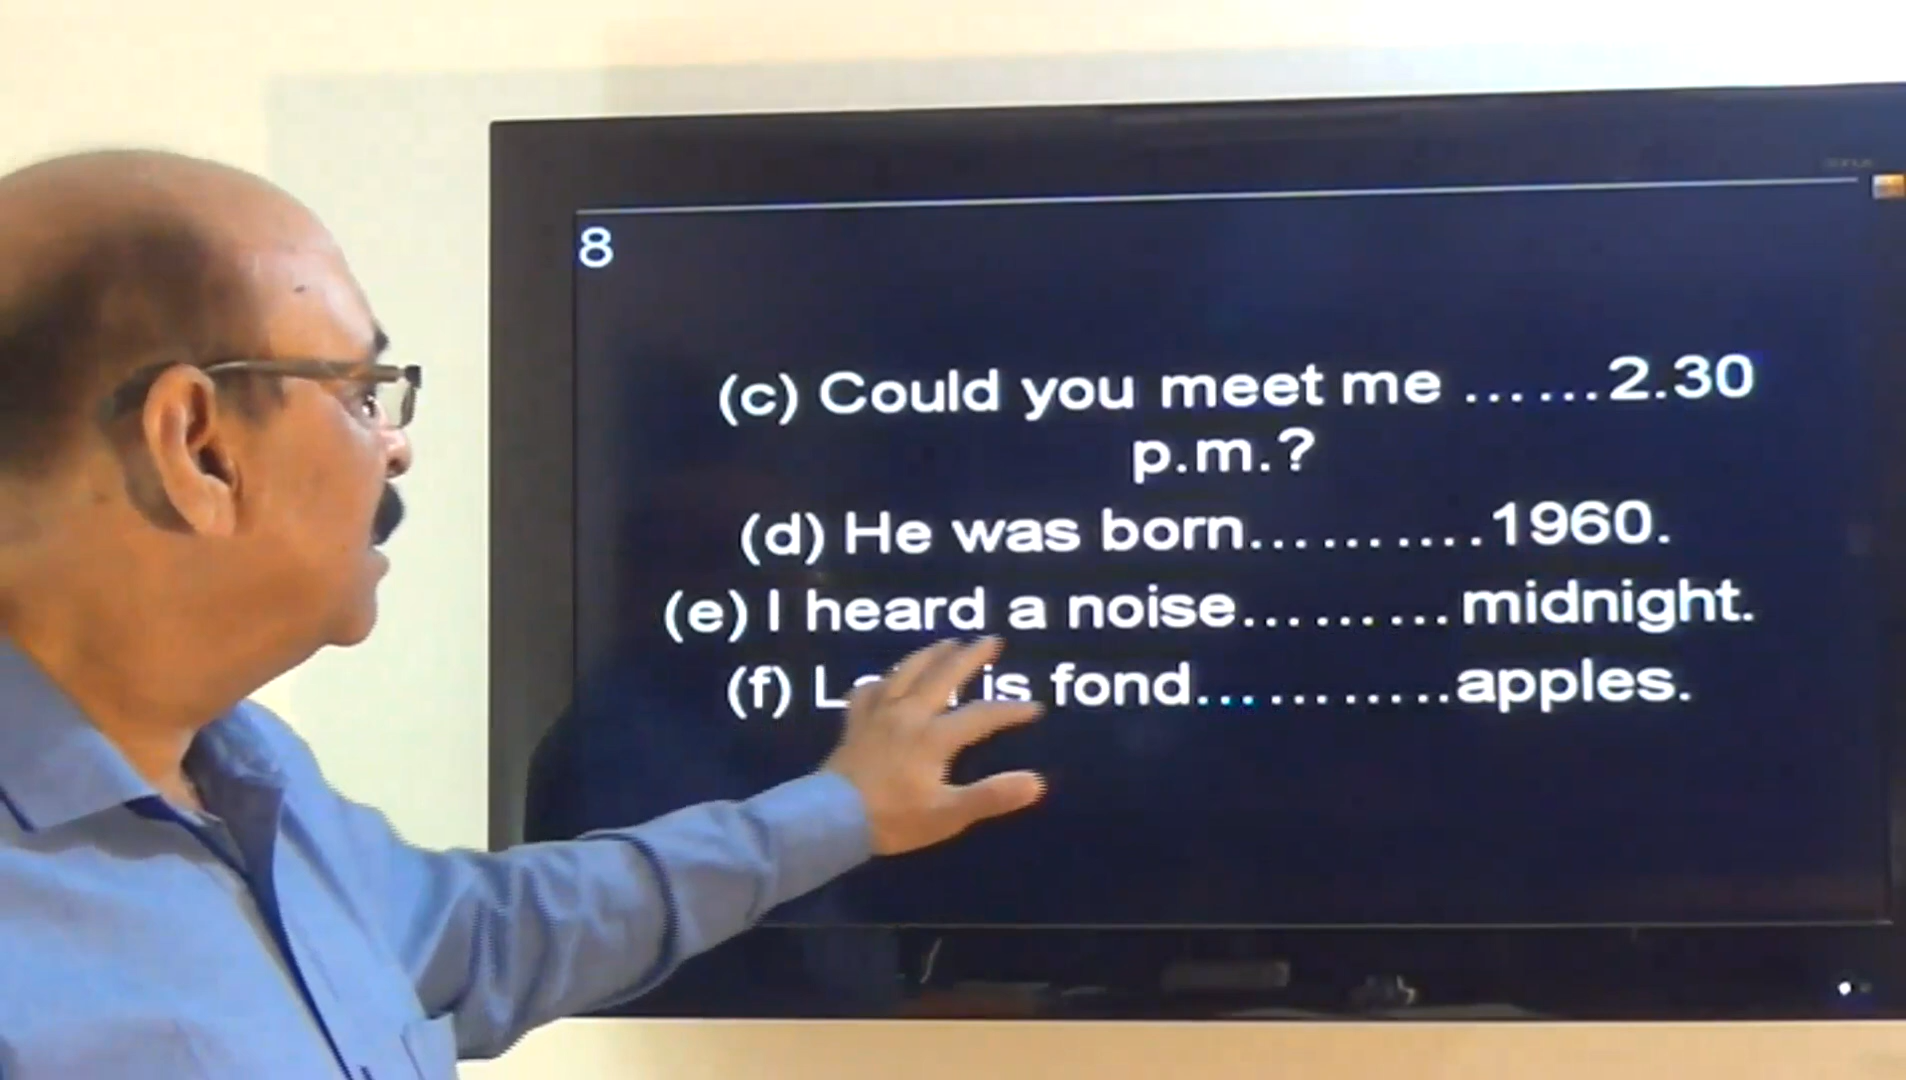 8
(c) Could you meet me ......2.30
p.m.?
(d) He was born..........1960.
(e) I heard a noise......... midnight.
(f) is fond...........apples.